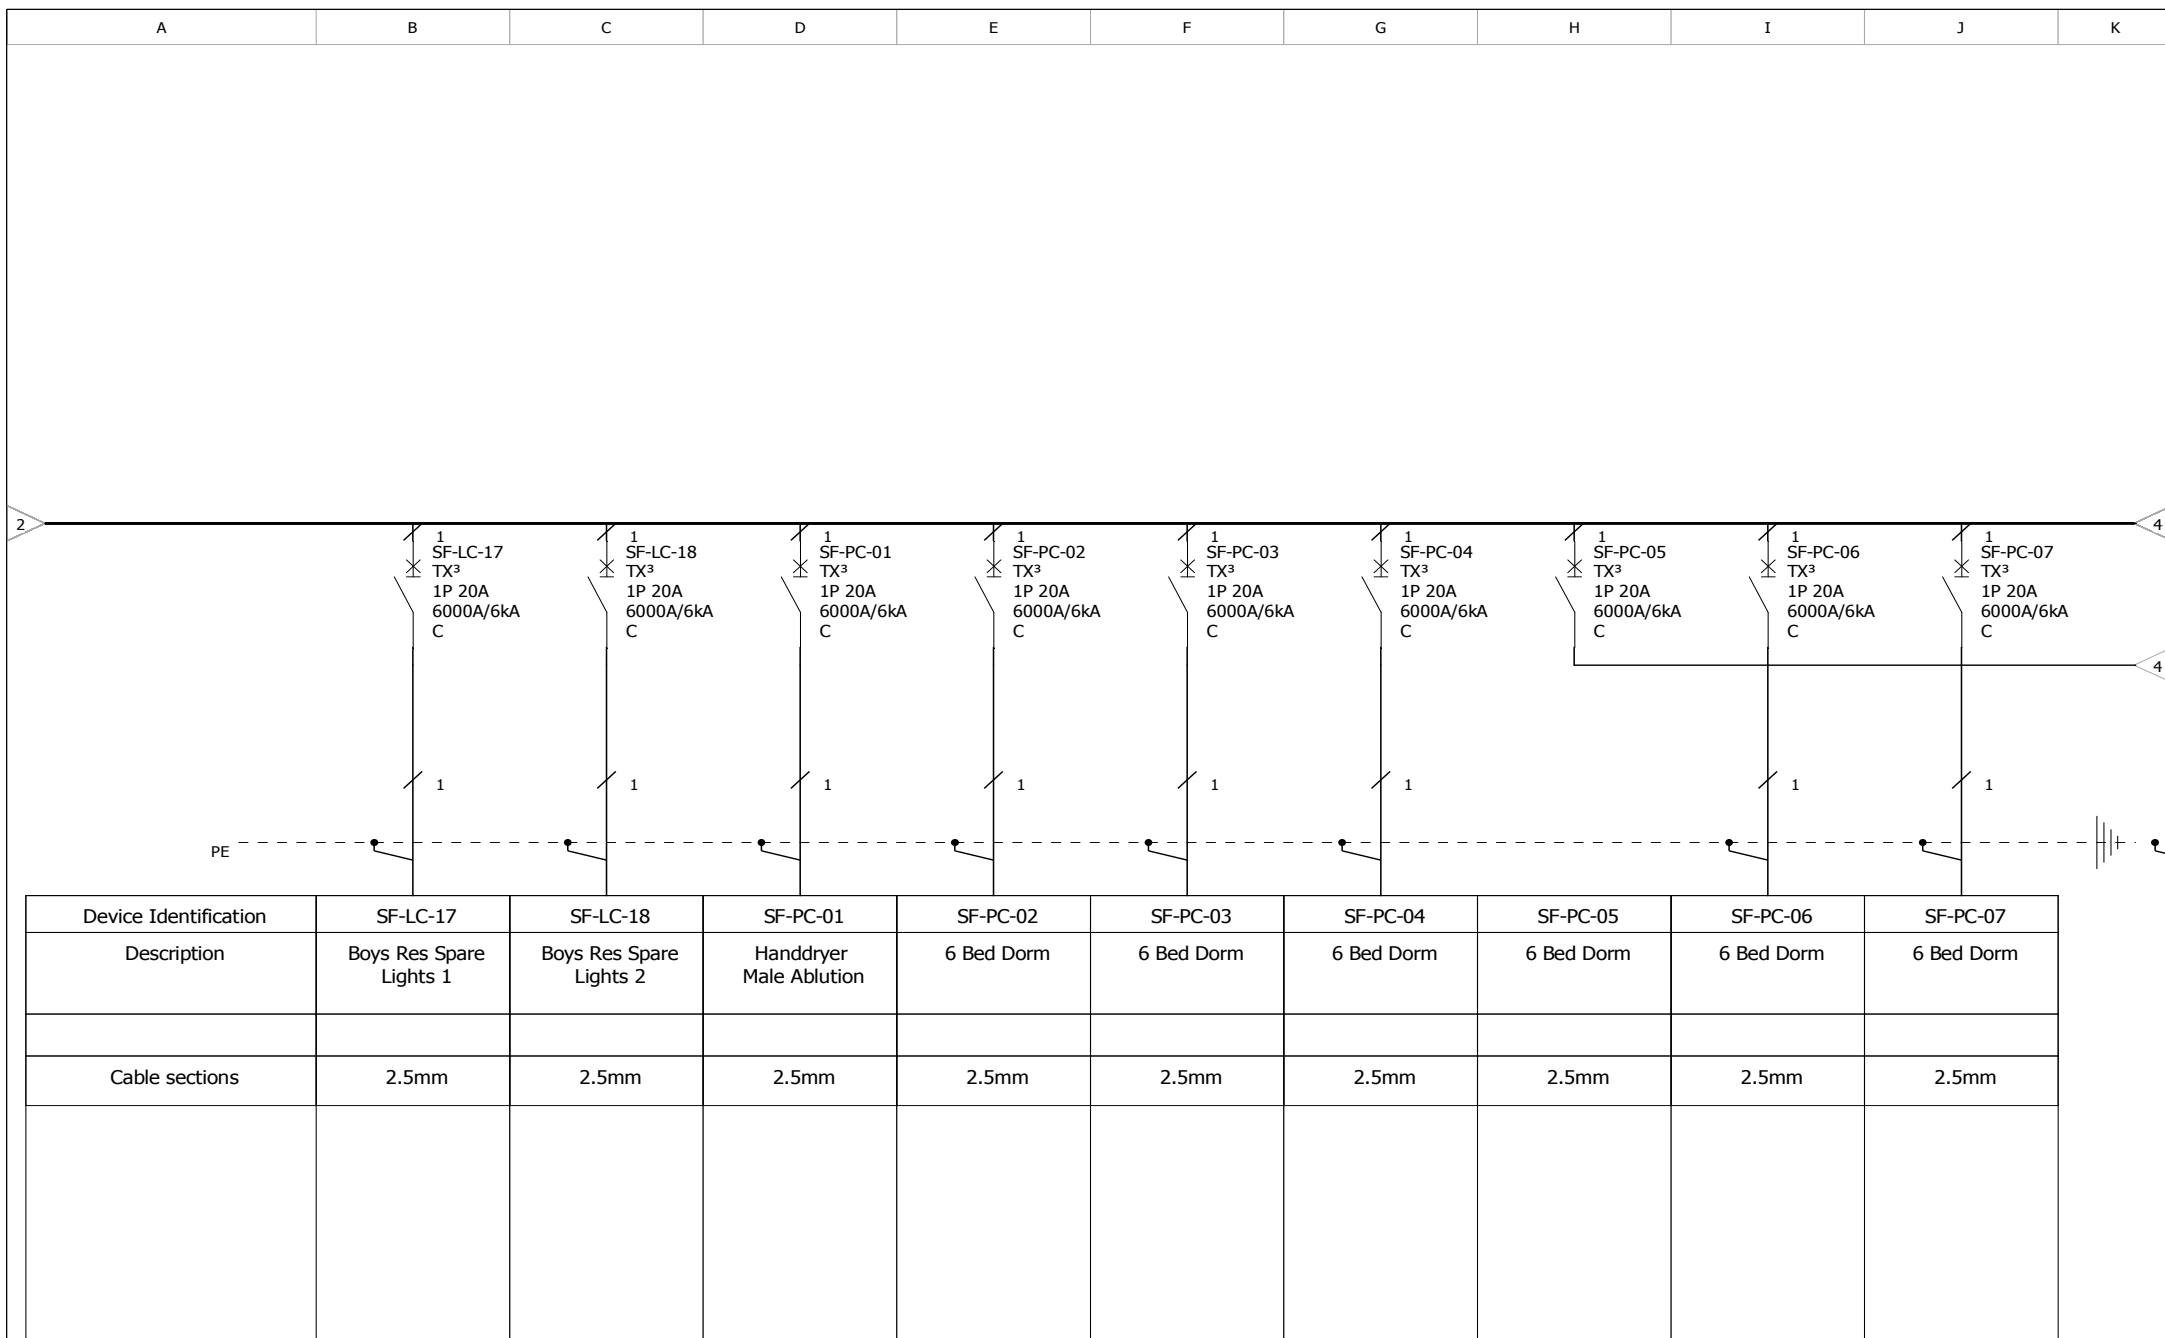 A B C D E F G H I J K
2 4
1 1 1 1 1 1 1 1 1
SF-LC-17 SF-LC-18 SF-PC-01 SF-PC-02 SF-PC-03 SF-PC-04 SF-PC-05 SF-PC-06 SF-PC-07
TX³ TX³ TX³ TX³ TX³ TX³ TX³ TX³ TX³
1P 20A 1P 20A 1P 20A 1P 20A 1P 20A 1P 20A 1P 20A 1P 20A 1P 20A
6000A/6kA 6000A/6kA 6000A/6kA 6000A/6kA 6000A/6kA 6000A/6kA 6000A/6kA 6000A/6kA 6000A/6kA
C C C C C C C C C
4
1 1 1 1 1 1 1 1
PE
Device Identification SF-LC-17 SF-LC-18 SF-PC-01 SF-PC-02 SF-PC-03 SF-PC-04 SF-PC-05 SF-PC-06 SF-PC-07
Description Boys Res Spare Boys Res Spare Handdryer 6 Bed Dorm 6 Bed Dorm 6 Bed Dorm 6 Bed Dorm 6 Bed Dorm 6 Bed Dorm
Lights 1 Lights 2 Male Ablution
Cable sections 2.5mm 2.5mm 2.5mm 2.5mm 2.5mm 2.5mm 2.5mm 2.5mm 2.5mm